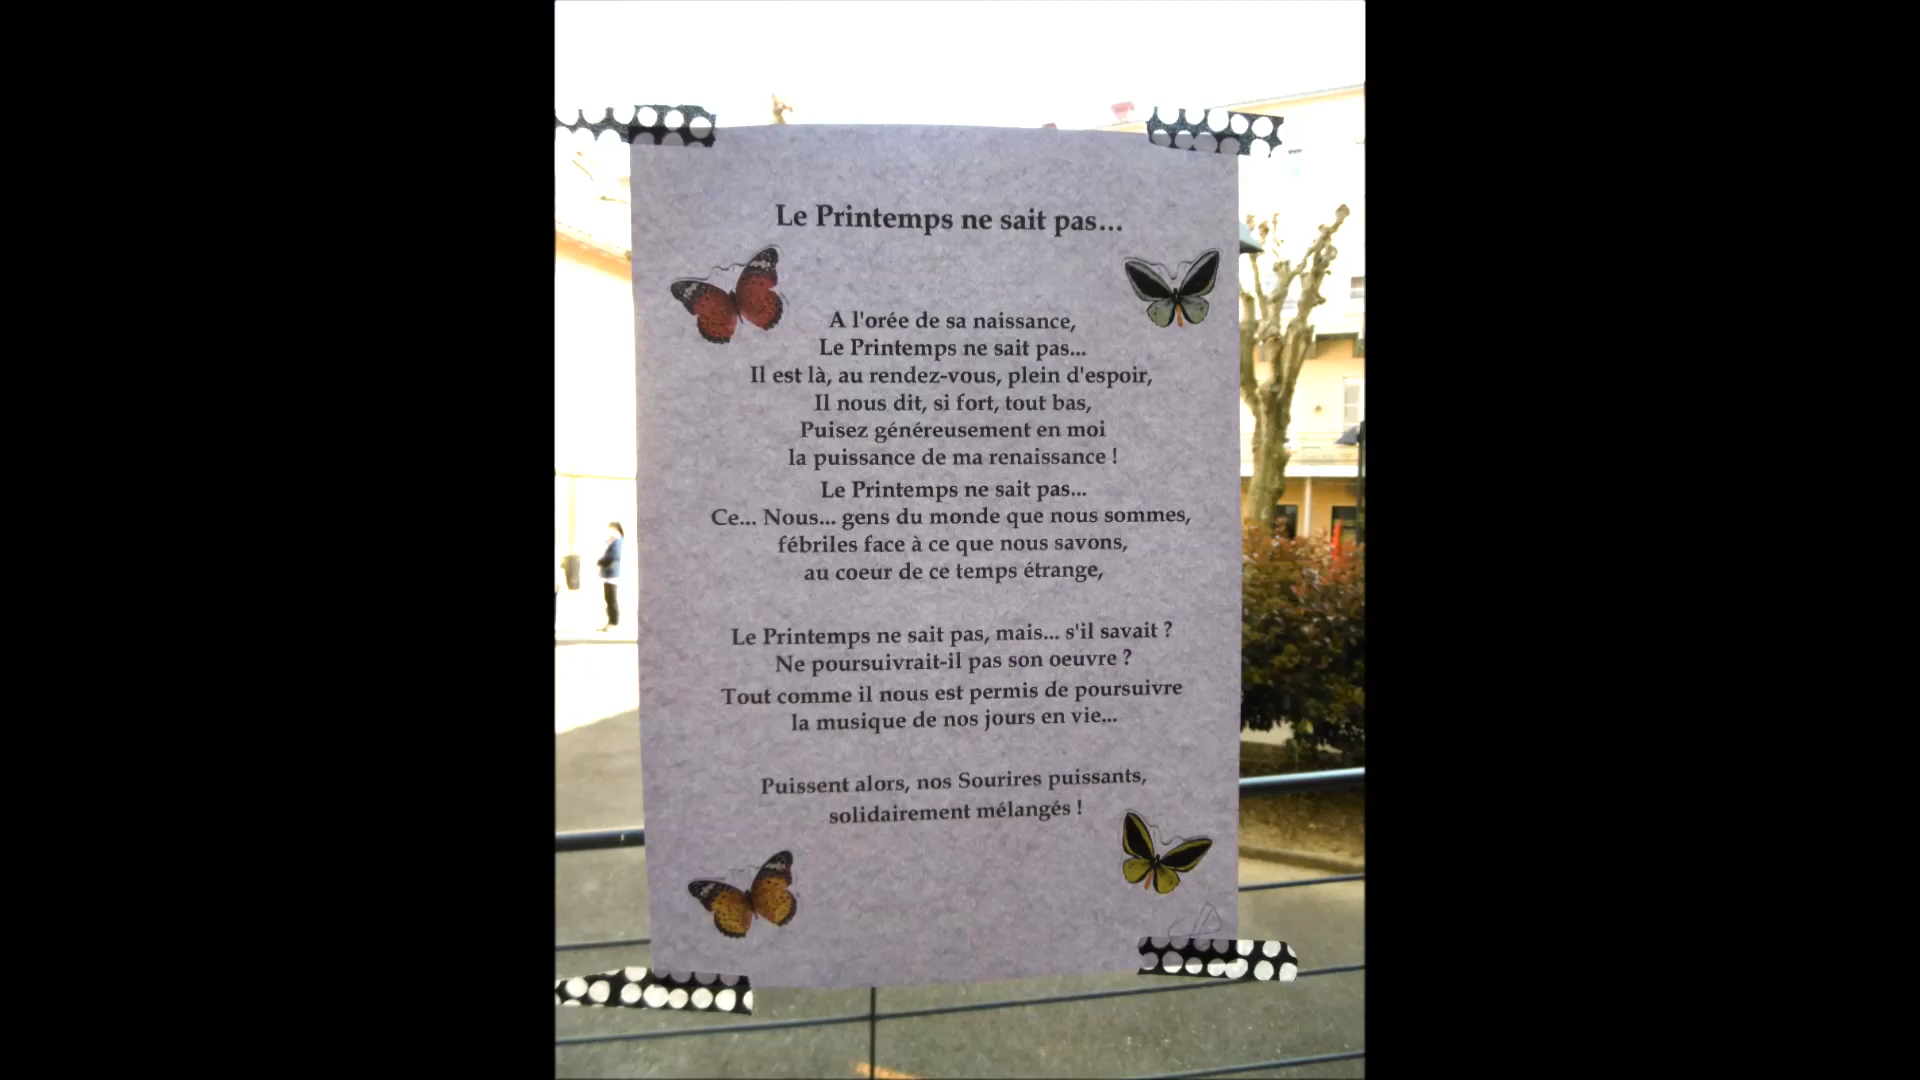 Le Printemps ne sait pas...
A l'orée de sa naissance,
Le Printemps ne sait pas...
Il est là, au rendez-vous, plein d'espoir,
Il nous dit, si fort, tout bas,
Puisez généreusement en moi
la puissance de ma renaissance !
Le Printemps ne sait pas...
Ce... Nous... gens du monde que nous sommes,
fébriles face à ce que nous savons,
au coeur de ce temps étrange,
Le Printemps ne sait pas, mais... s'il savait ?
Ne poursuivrait-il pas son oeuvre ?
Tout comme il nous est permis de poursuivre
la musique de nos jours en vie...
Puissent alors, nos Sourires puissants,
solidairement mélangés !